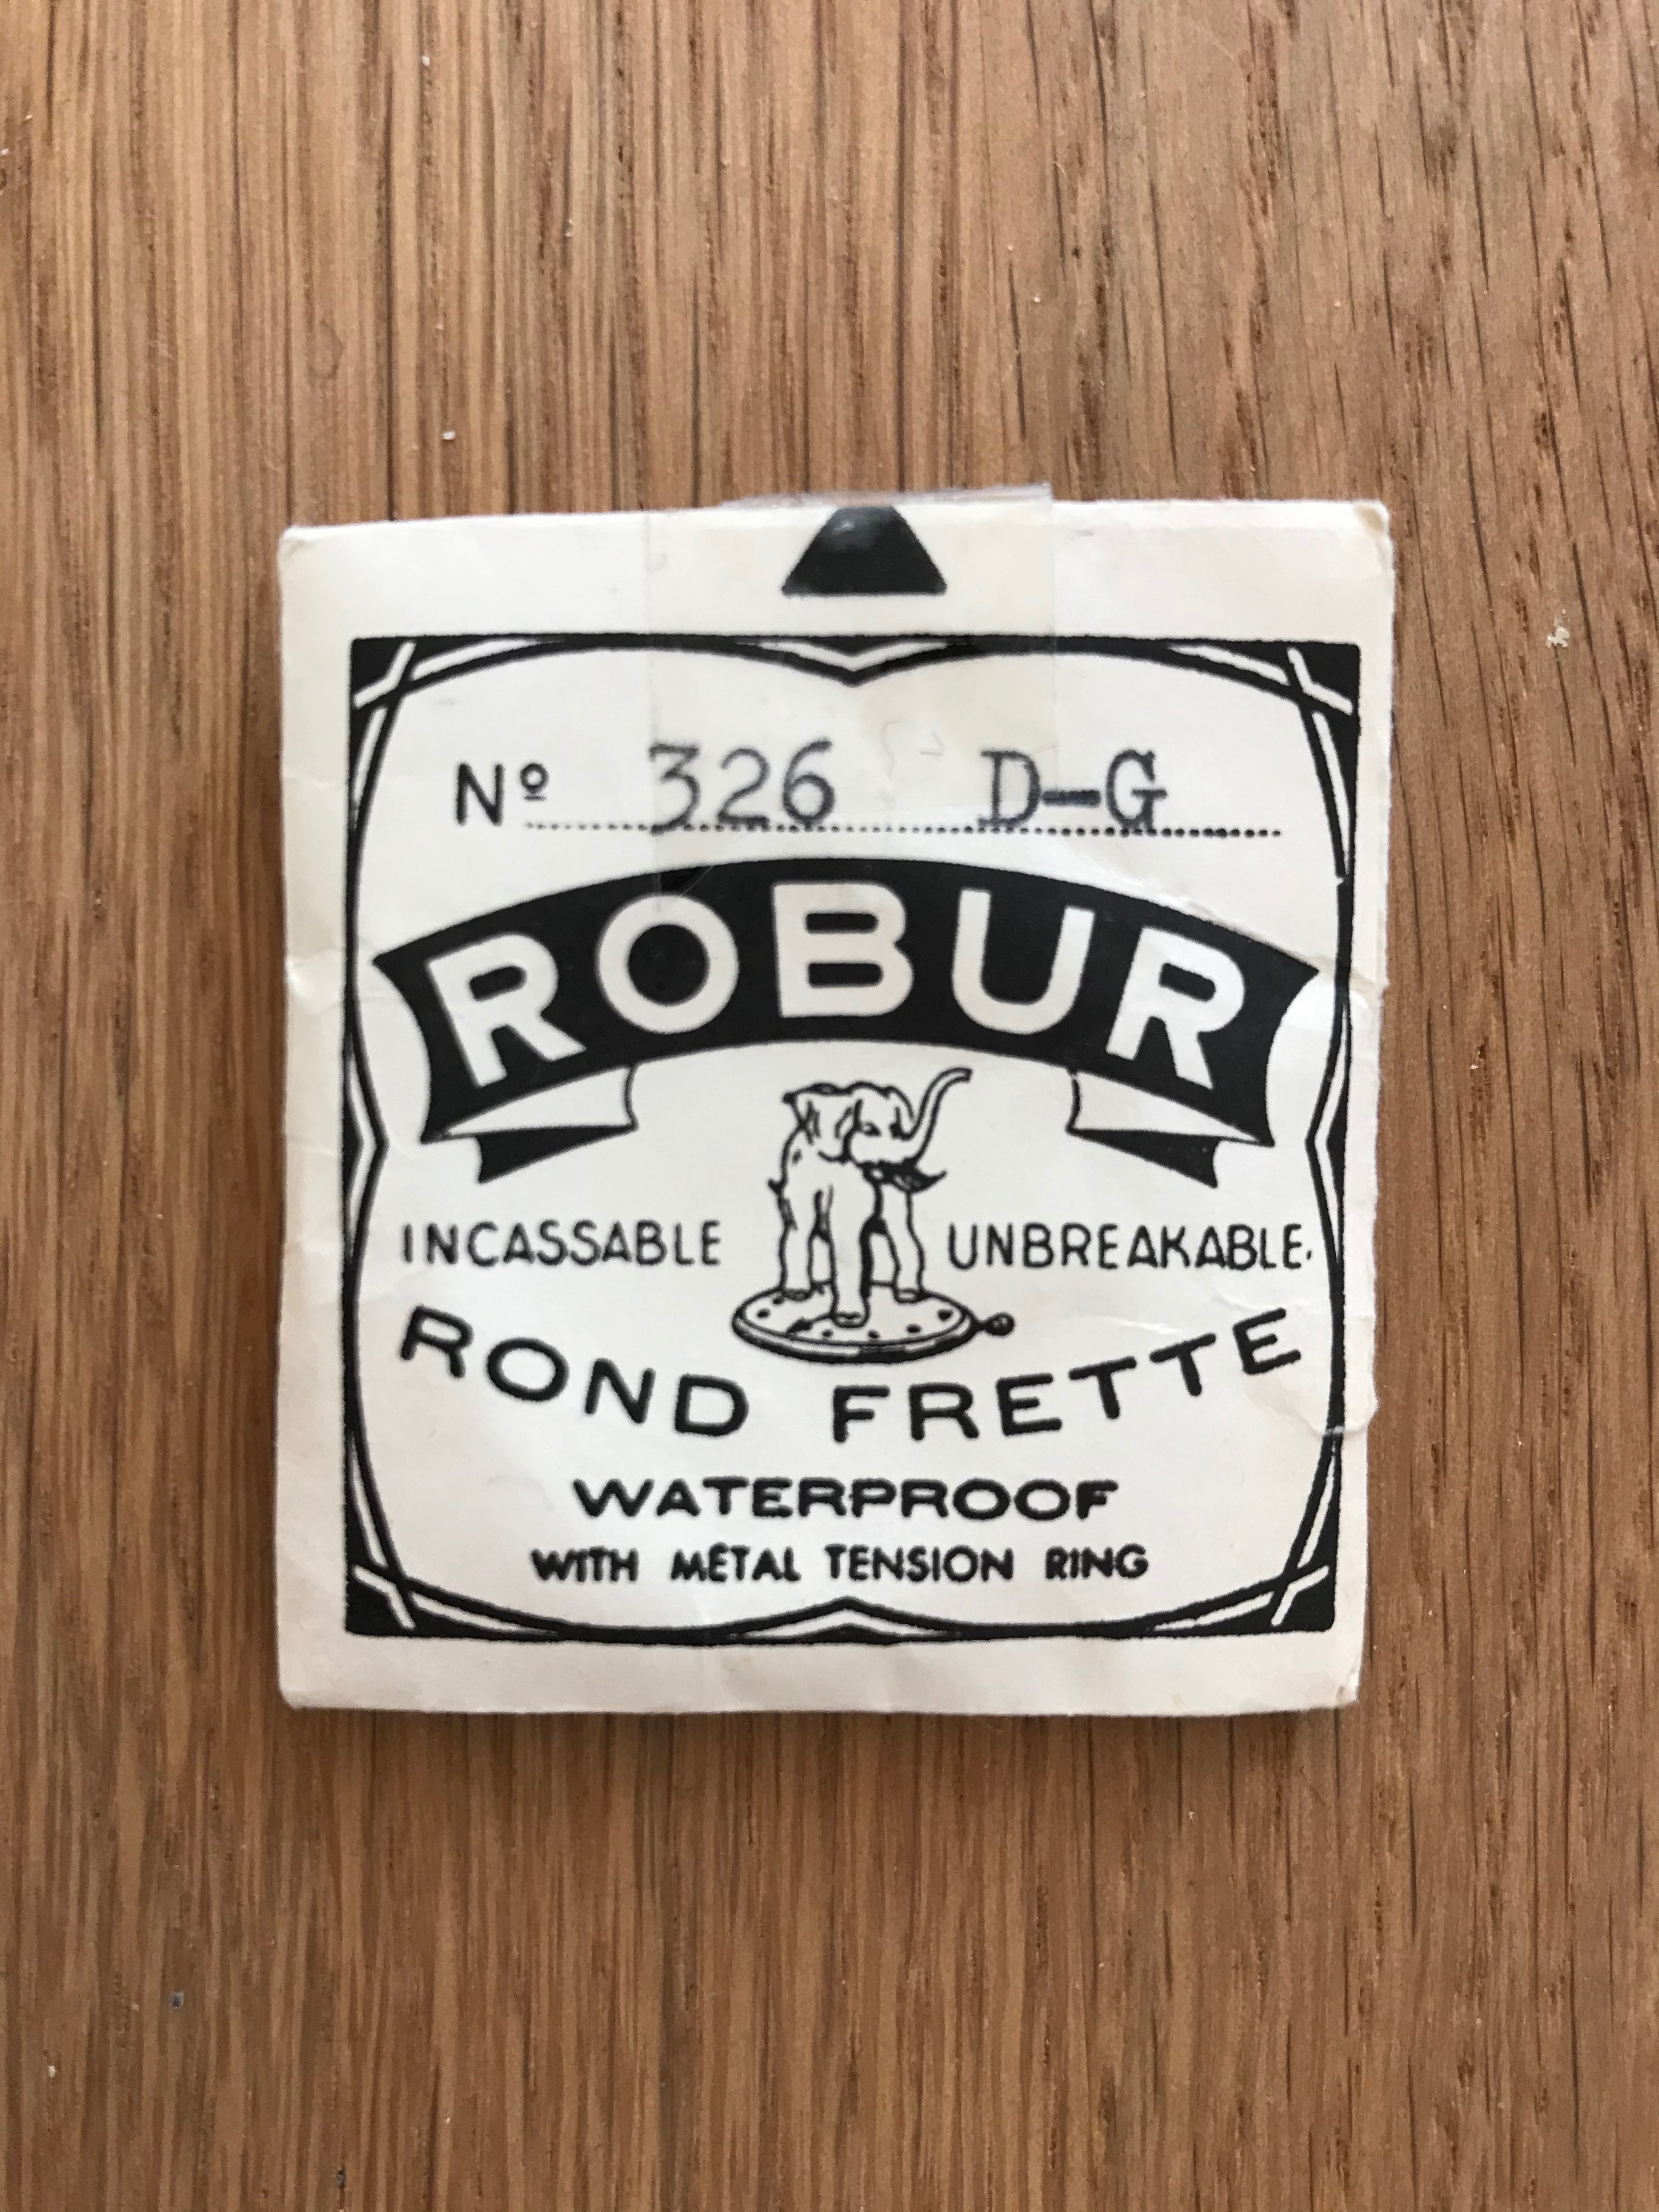 Nº 326 D-G
ROBUR
INCASSABLE UNBREAKABLE.
ROND FRETTE
WATERPROOF
WITH METAL TENSION RING